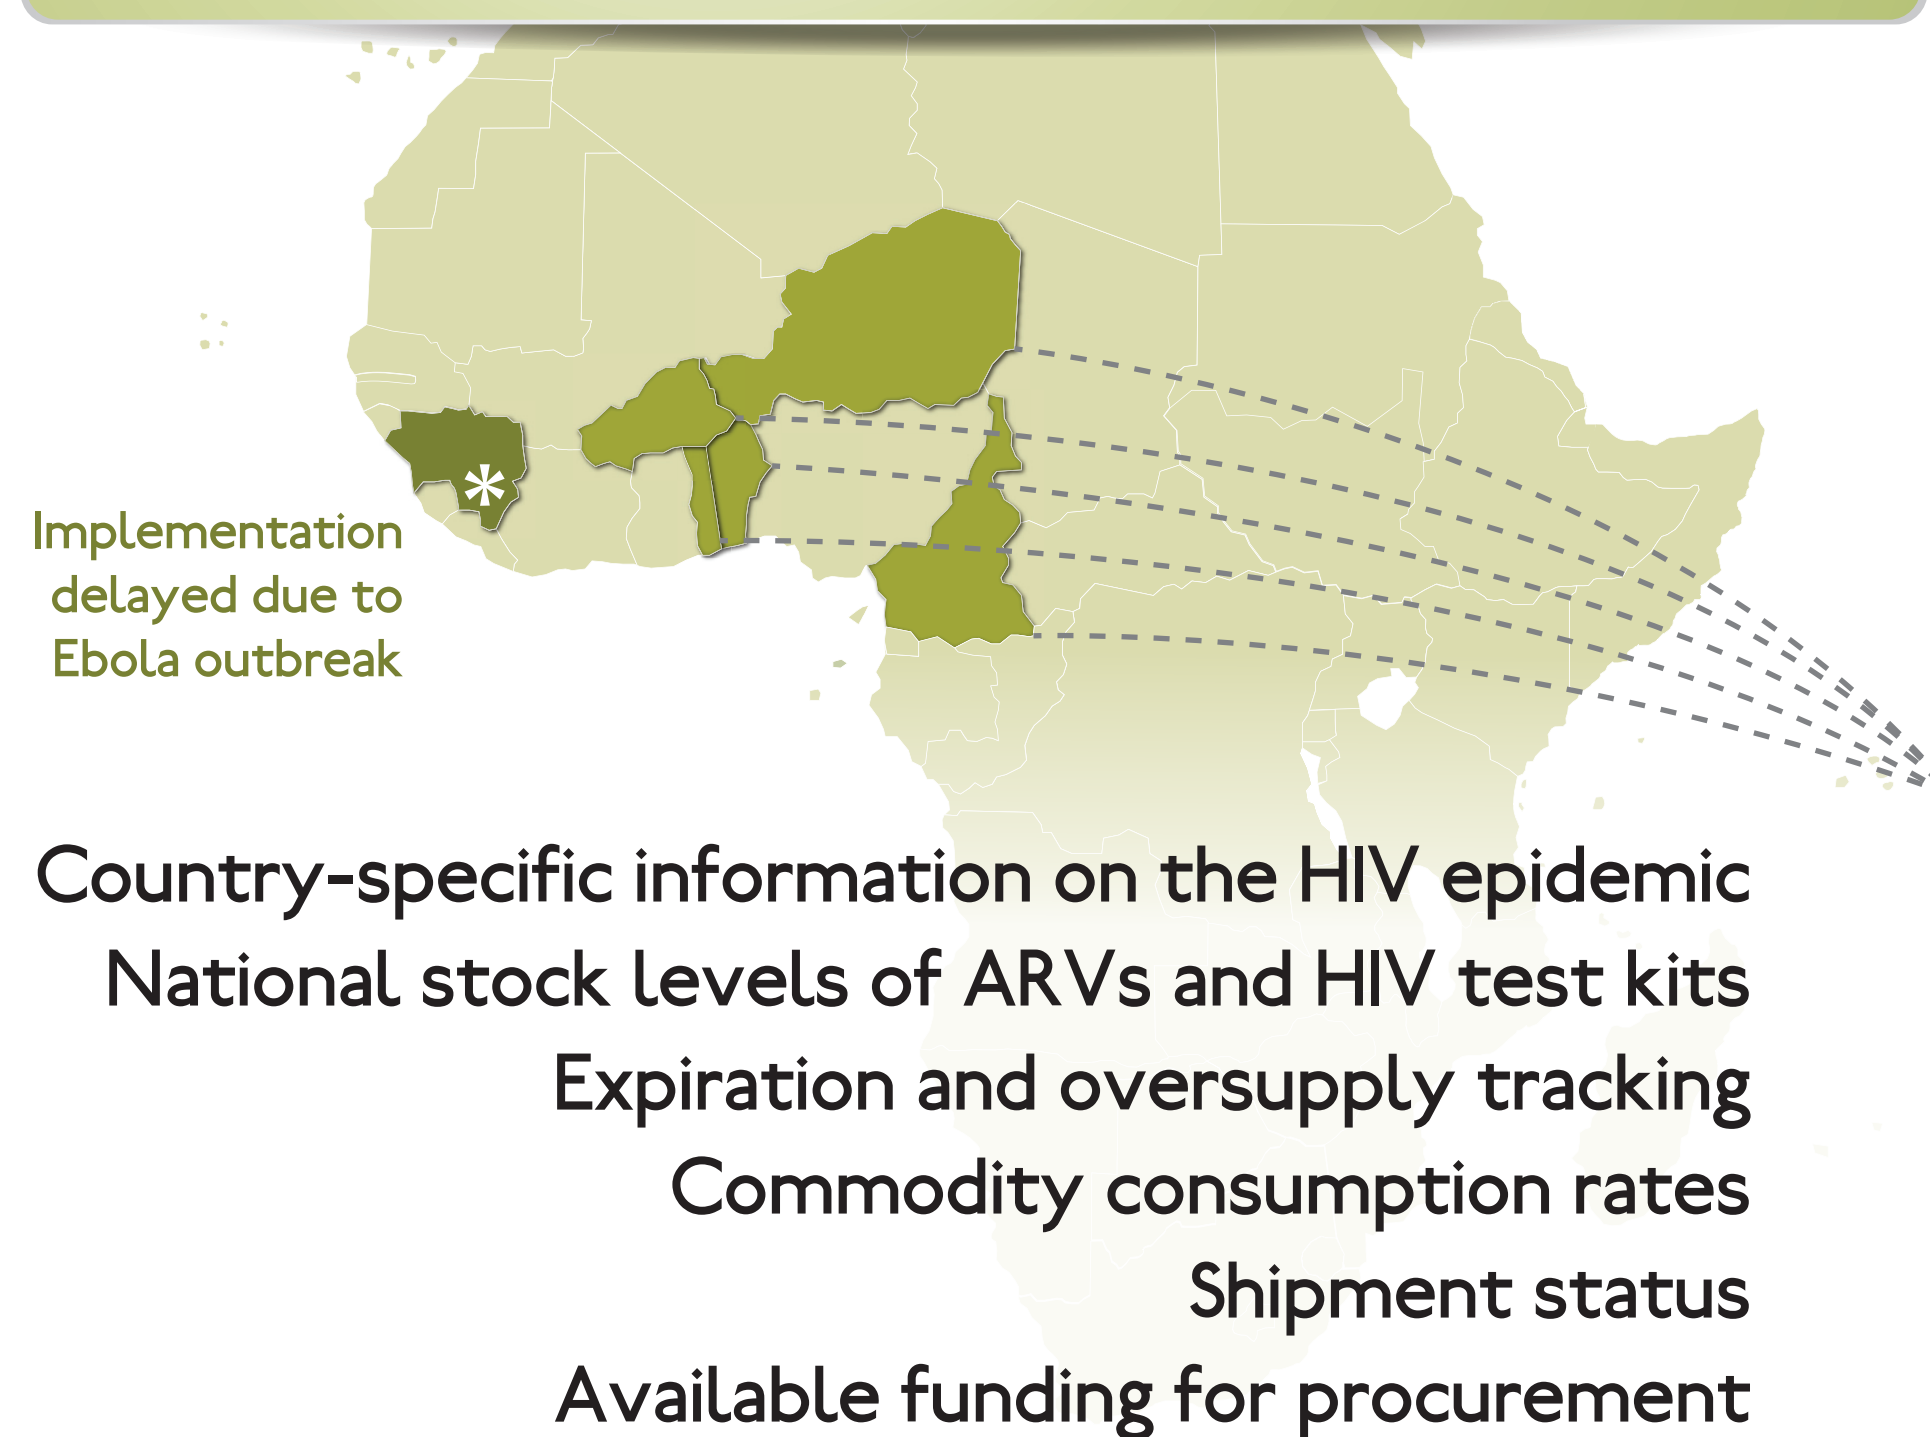 *
Implementation
delayed due to
Ebola outbreak
Country-specific information on the HIV epidemic
National stock levels of ARVs and HIV test kits
Expiration and oversupply tracking
Commodity consumption rates
Shipment status
Available funding for procurement